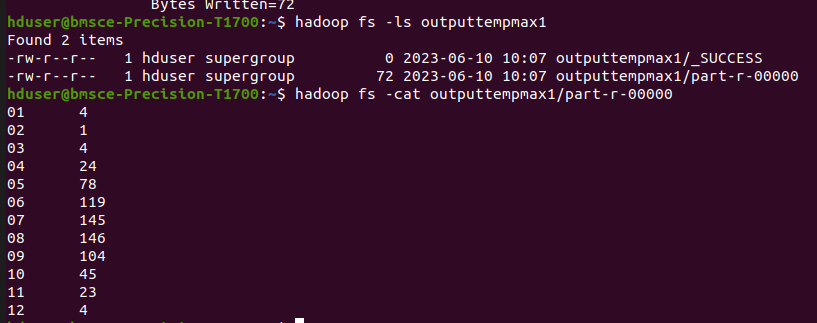 Bytes Written=72
hduser@bmsce-Precision-T1700:~$ hadoop fs -ls outputtempmax1
Found 2 items
-rw-r--r--   1 hduser supergroup          0 2023-06-10 10:07 outputtempmax1/_SUCCESS
-rw-r--r--   1 hduser supergroup         72 2023-06-10 10:07 outputtempmax1/part-r-00000
hduser@bmsce-Precision-T1700:~$ hadoop fs -cat outputtempmax1/part-r-00000
01      4
02      1
03      4
04      24
05      78
06      119
07      145
08      146
09      104
10      45
11      23
12      4